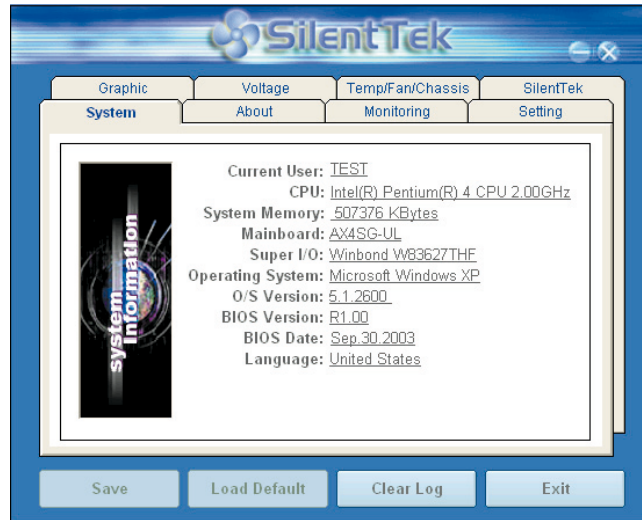 SilentTek
Graphic Voltage Temp/Fan/Chassis SilentTek
System About Monitoring Setting
system
Information
Current User: TEST
CPU: Intel(R) Pentium(R) 4 CPU 2.00GHz
System Memory: 507376 KBytes
Mainboard: AX4SG-UL
Super I/O: Winbond W83627THF
Operating System: Microsoft Windows XP
O/S Version: 5.1.2600
BIOS Version: R1.00
BIOS Date: Sep.30.2003
Language: United States
Save Load Default Clear Log Exit